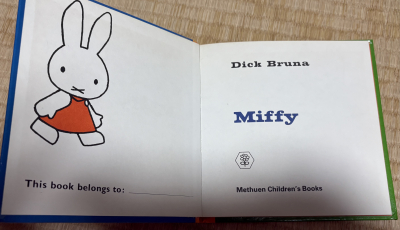 This book belongs to:
Dick Bruna
Miffy
Methuen Children's Books